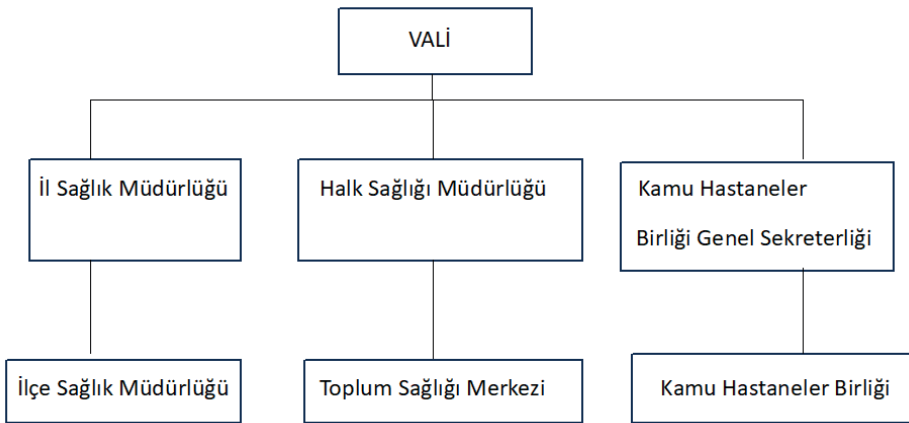 VALİ
İl Sağlık Müdürlüğü
Halk Sağlığı Müdürlüğü
Kamu Hastaneler
Birliği Genel Sekreterliği
İlçe Sağlık Müdürlüğü
Toplum Sağlığı Merkezi
Kamu Hastaneler Birliği